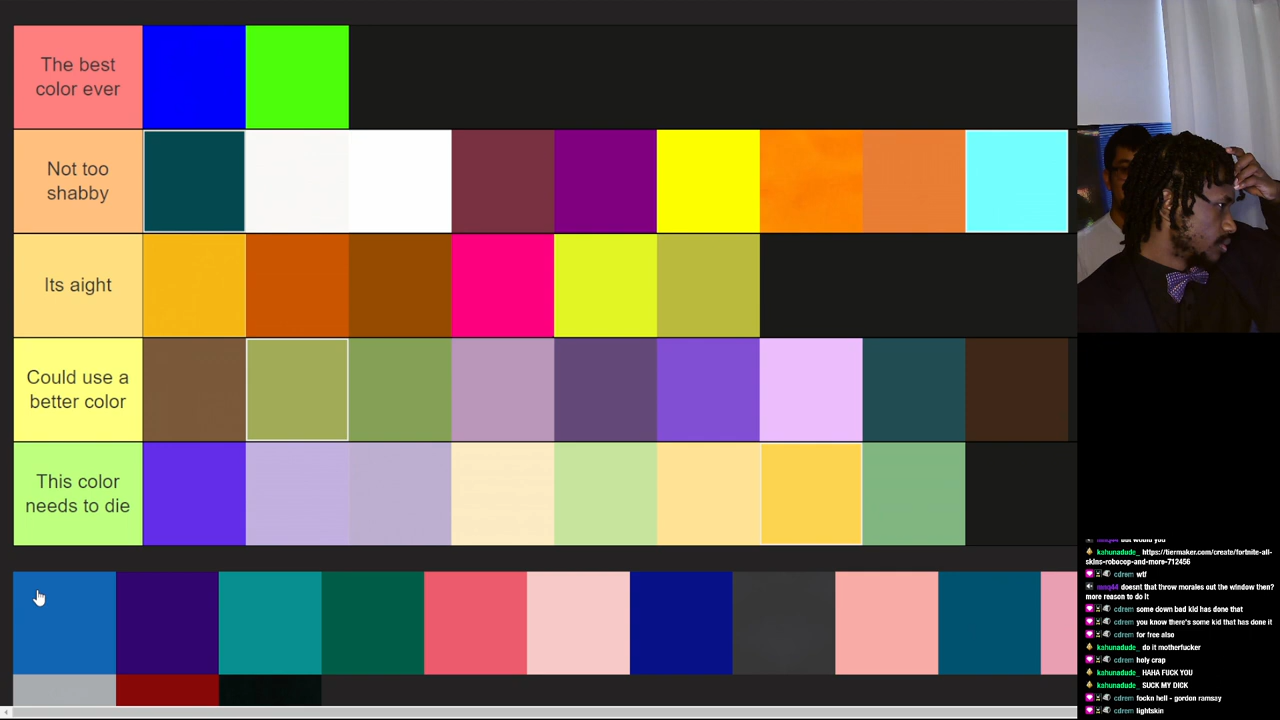 The best
color ever
Not too
shabby
Its aight
Could use a
better color
This color
needs to die
but would you
kahunadude_ https://tiermaker.com/create/fortnite-all-
skins-robocop-and-more-712456
cdrem wtf
doesnt that throw morales out the window then?
more reason to do it
cdrem some down bad kid has done that
cdrem you know there's some kid that has done it
cdrem for free also
kahunadude_ do it motherfucker
cdrem holy crap
kahunadude_ HAHA FUCK YOU
kahunadude_ SUCK MY DICK
cdrem fockn hell - gordon ramsay
cdrem lightskin